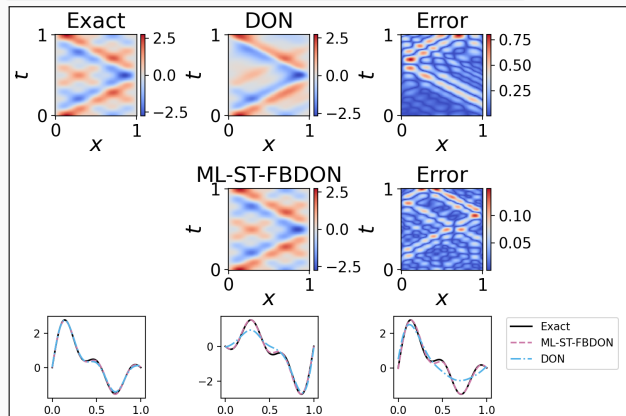 Exact DON Error
1 1 1
t t
2.5 2.5 0.75
0.0 0.0 0.50
−2.5 −2.5 0.25
0 0 0
0 1 0 1 0 1
x x x
ML-ST-FBDON Error
1 1
t t
2.5
0.0 0.10
−2.5 0.05
0 0
0 1 0 1
x x
2 0 2
0 −2 0
0.0 0.5 1.0 0.0 0.5 1.0 0.0 0.5 1.0
Exact
ML-ST-FBDON
DON